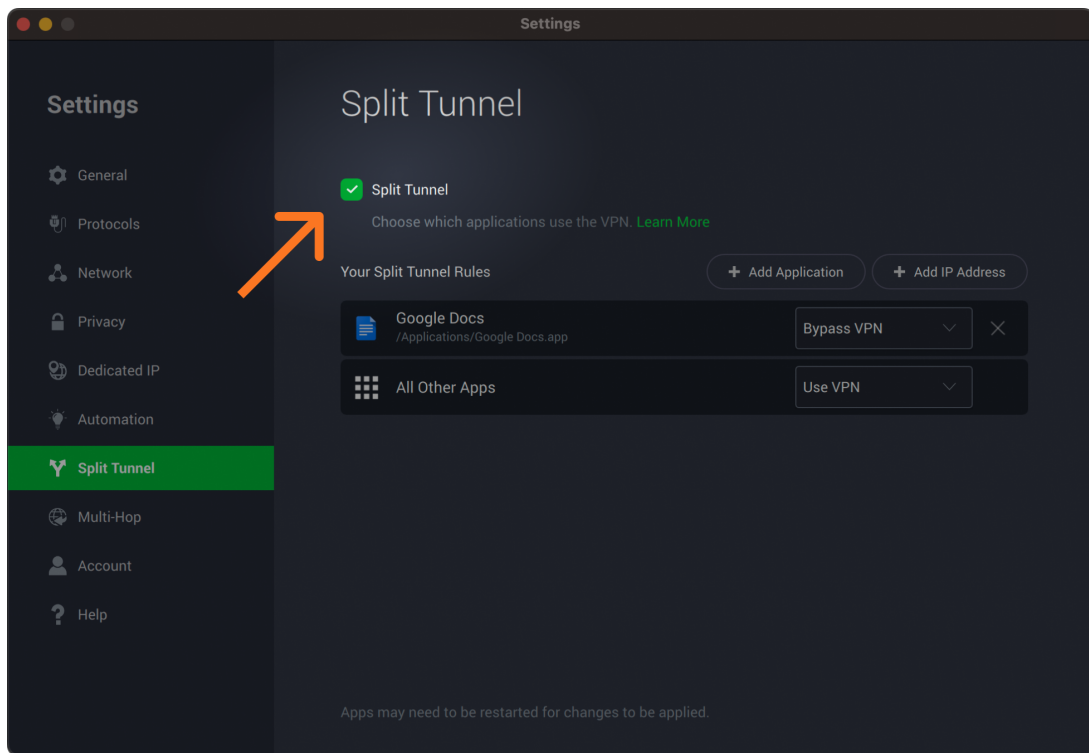 Settings
Settings
General
Protocols
Network
Privacy
Dedicated IP
Automation
Split Tunnel
Multi-Hop
Account
Help
Split Tunnel
Split Tunnel
Choose which applications use the VPN. Learn More
Your Split Tunnel Rules
+ Add Application
+ Add IP Address
Google Docs
/Applications/Google Docs.app
Bypass VPN
All Other Apps
Use VPN
Apps may need to be restarted for changes to be applied.